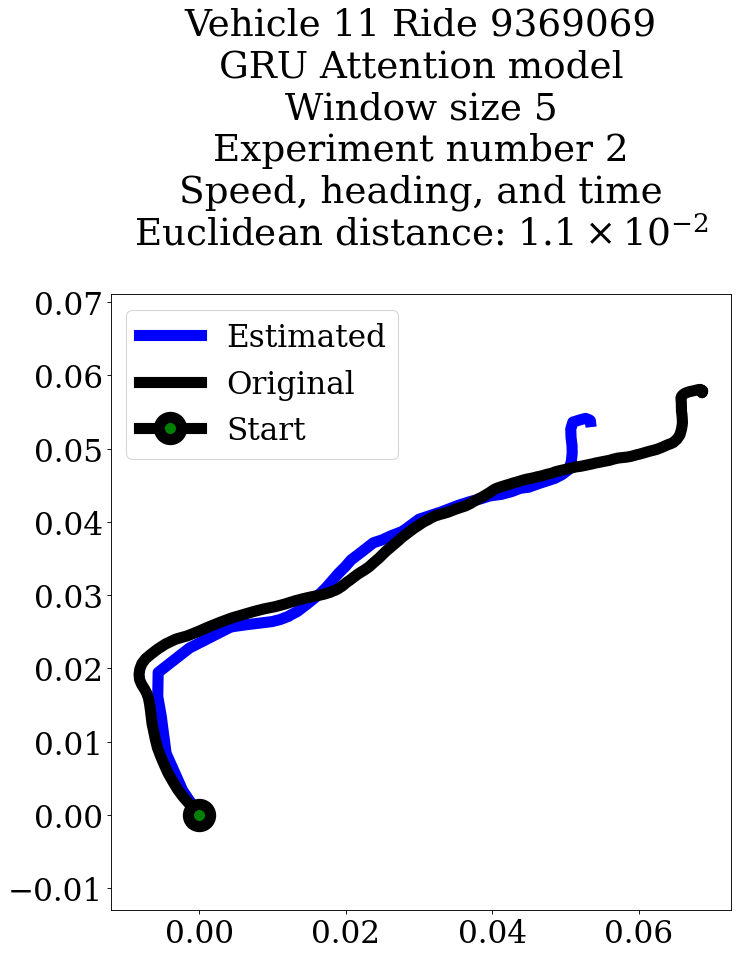 Vehicle 11 Ride 9369069
GRU Attention model
Window size 5
Experiment number 2
Speed, heading, and time
Euclidean distance: 1.1 × 10⁻²
0.07
Estimated
0.06
Original
Start
0.05
0.04
0.03
0.02
0.01
0.00
−0.01
0.00 0.02 0.04 0.06